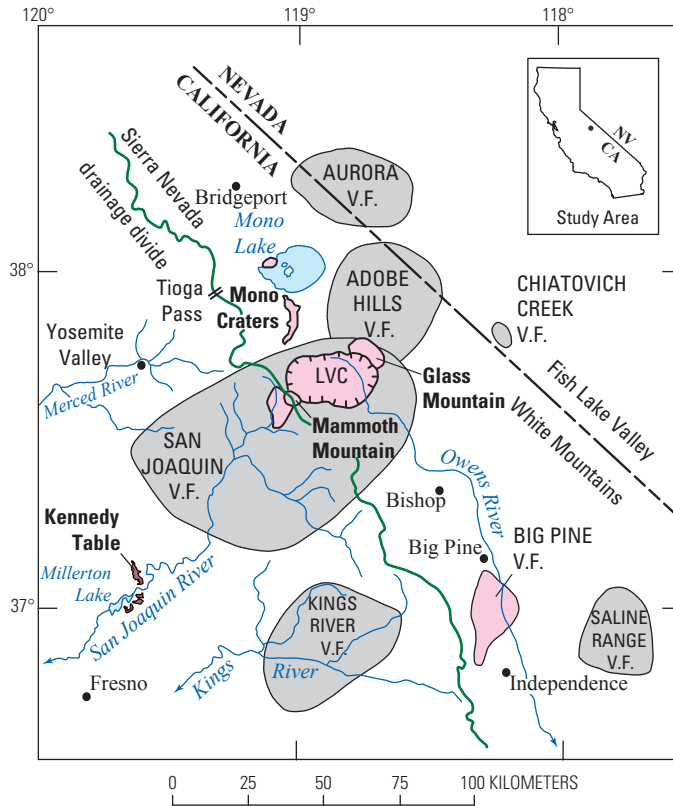 120°
119°
118°
NEVADA
CALIFORNIA
NV
CA
Study Area
Sierra Nevada
drainage divide
AURORA
V.F.
Bridgeport
Mono
Lake
38°
ADOBE
HILLS
V.F.
CHIATOVICH
CREEK
V.F.
Tioga
Pass
Mono
Craters
Yosemite
Valley
Merced River
LVC
Glass
Mountain
Fish Lake Valley
White Mountains
Mammoth
Mountain
SAN
JOAQUIN
V.F.
Owens River
Bishop
Kennedy
Table
Big Pine
BIG PINE
V.F.
Millerton
Lake
San Joaquin River
37°
KINGS
RIVER
V.F.
SALINE
RANGE
V.F.
Kings
River
Fresno
Independence
0 25 50 75 100 KILOMETERS